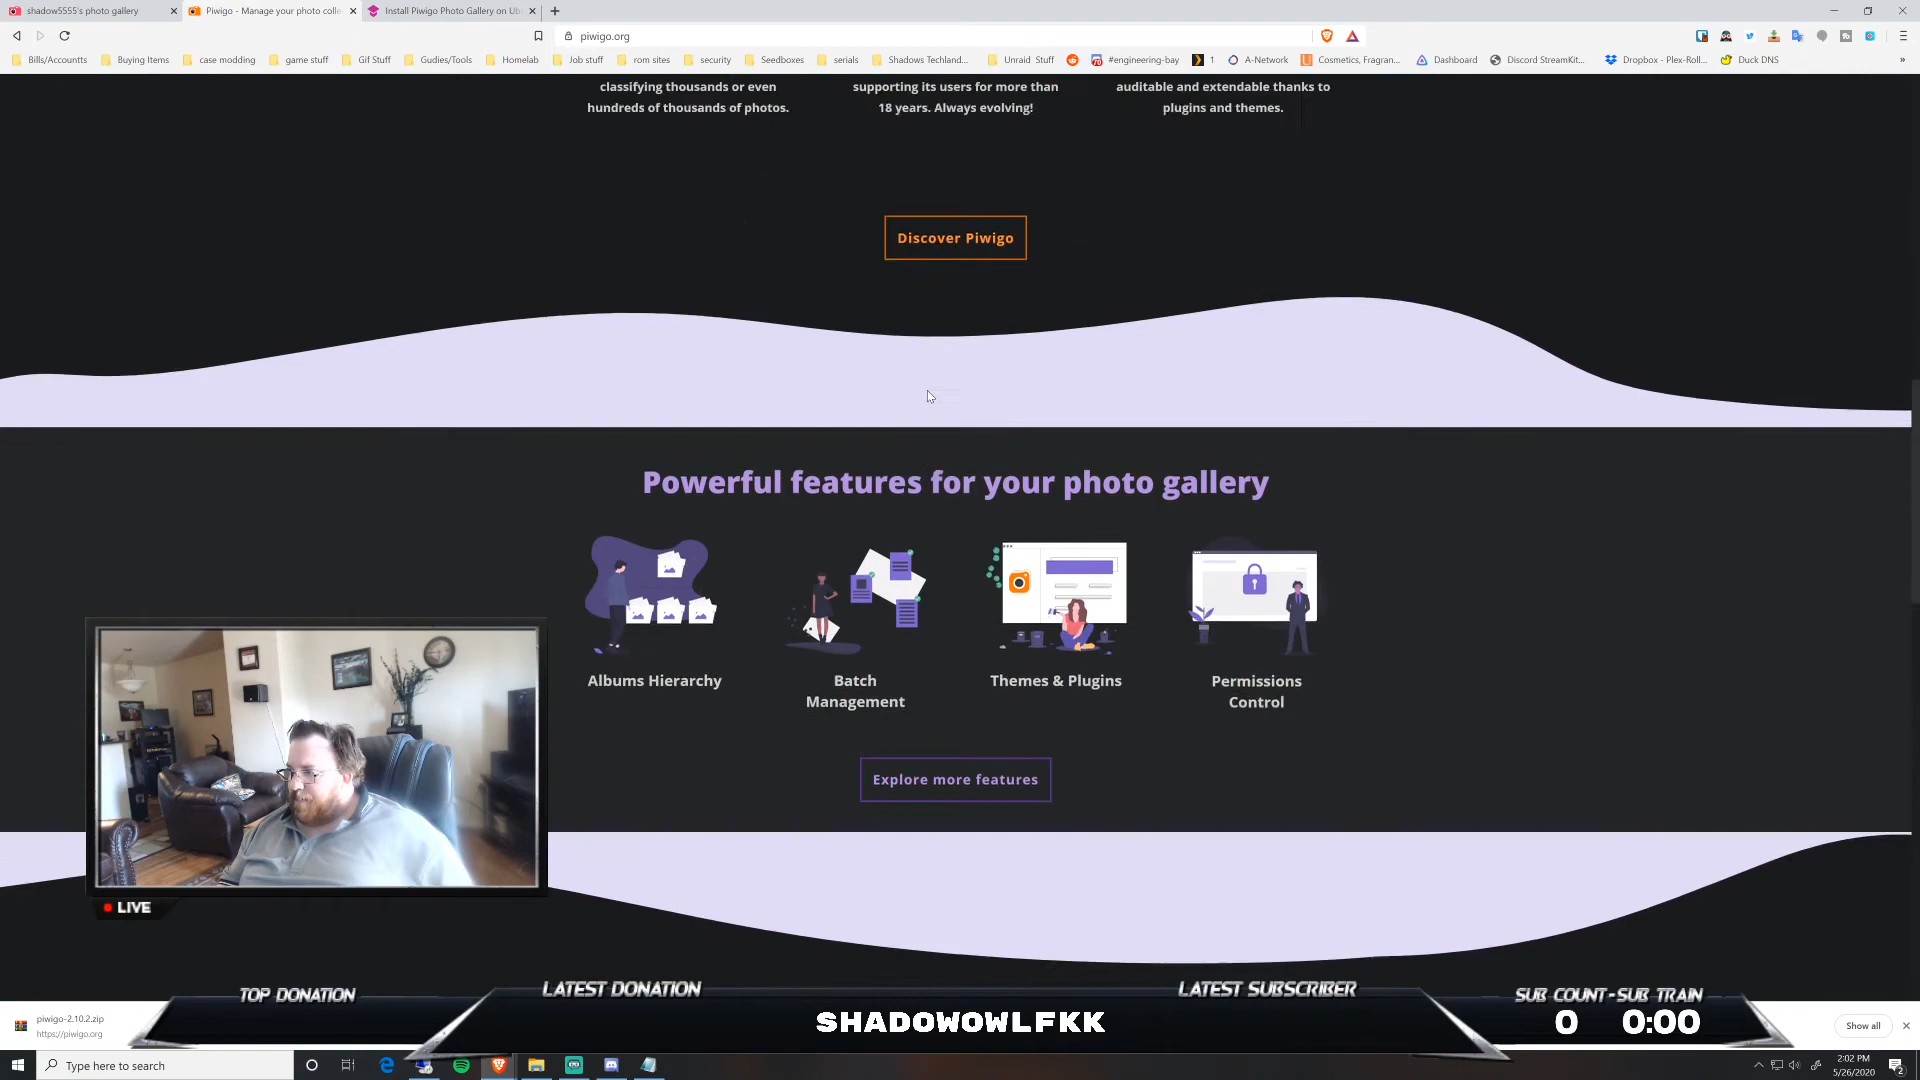 shadow5555's photo gallery
Piwigo - Manage your photo colle
Install Piwigo Photo Gallery on Ub
piwigo.org
Bills/Accountts
Buying Items
case modding
game stuff
Gif Stuff
Gudies/Tools
Homelab
Job stuff
rom sites
security
Seedboxes
serials
Shadows Techland...
Unraid Stuff
#engineering-bay
1
A-Network
Cosmetics, Fragran...
Dashboard
Discord StreamKit...
Dropbox - Plex-Roll...
Duck DNS
»
classifying thousands or even
hundreds of thousands of photos.
supporting its users for more than
18 years. Always evolving!
auditable and extendable thanks to
plugins and themes.
Discover Piwigo
Powerful features for your photo gallery
Albums Hierarchy
Batch
Management
Themes & Plugins
Permissions
Control
Explore more features
LIVE
TOP DONATION
LATEST DONATION
LATEST SUBSCRIBER
SUB COUNT-SUB TRAIN
SHADOWOWLFKK
0 0:00
piwigo-2.10.2.zip
https://piwigo.org
Show all
Type here to search
2:02 PM
5/26/2020
2